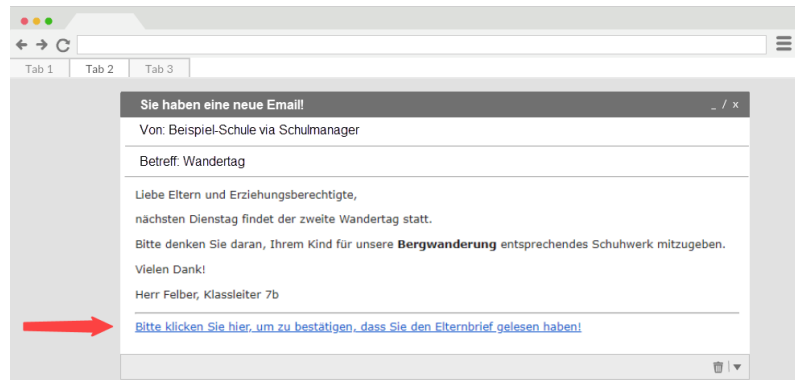 Tab 1 Tab 2 Tab 3
Sie haben eine neue Email! _ / x
Von: Beispiel-Schule via Schulmanager
Betreff: Wandertag
Liebe Eltern und Erziehungsberechtigte,
nächsten Dienstag findet der zweite Wandertag statt.
Bitte denken Sie daran, Ihrem Kind für unsere Bergwanderung entsprechendes Schuhwerk mitzugeben.
Vielen Dank!
Herr Felber, Klassleiter 7b
Bitte klicken Sie hier, um zu bestätigen, dass Sie den Elternbrief gelesen haben!